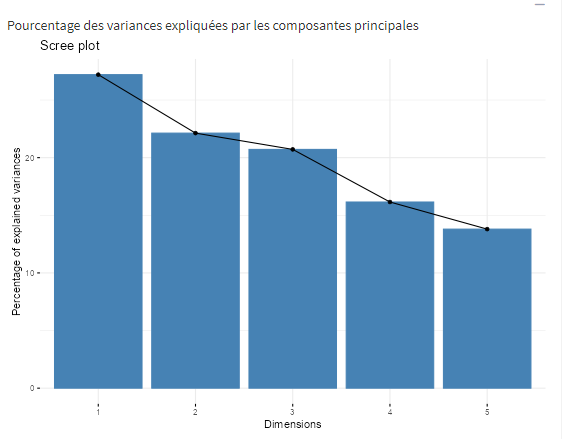 Pourcentage des variances expliquées par les composantes principales
Scree plot
Percentage of explained variances
20
10
0
1 2 3 4 5
Dimensions